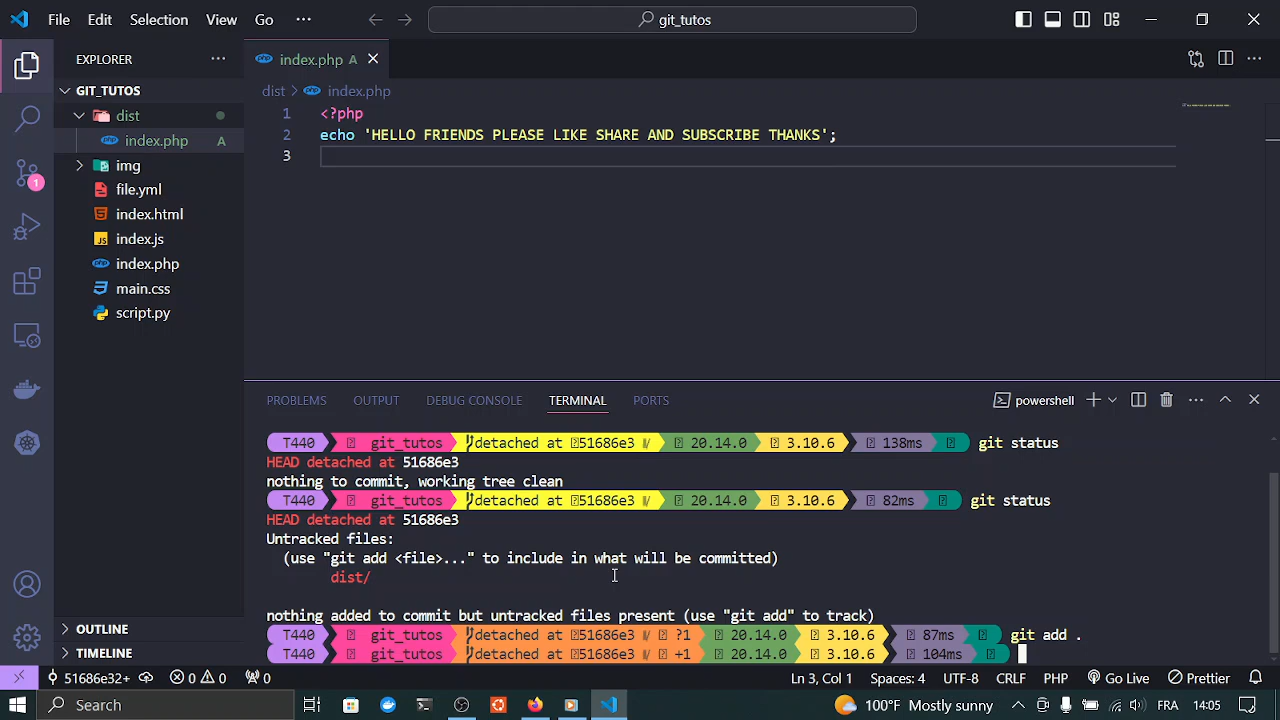 File Edit Selection View Go ··· git_tutos
EXPLORER ···
GIT_TUTOS
dist
index.php A
img
file.yml
index.html
index.js
index.php
main.css
script.py
OUTLINE
TIMELINE
1
index.php A
dist > index.php
1 <?php
2 echo 'HELLO FRIENDS PLEASE LIKE SHARE AND SUBSCRIBE THANKS';
3
PROBLEMS OUTPUT DEBUG CONSOLE TERMINAL PORTS powershell
T440 git_tutos detached at 51686e3 20.14.0 3.10.6 138ms git status
HEAD detached at 51686e3
nothing to commit, working tree clean
T440 git_tutos detached at 51686e3 20.14.0 3.10.6 82ms git status
HEAD detached at 51686e3
Untracked files:
(use "git add <file>..." to include in what will be committed)
dist/
nothing added to commit but untracked files present (use "git add" to track)
T440 git_tutos detached at 51686e3 ?1 20.14.0 3.10.6 87ms git add .
T440 git_tutos detached at 51686e3 +1 20.14.0 3.10.6 104ms
51686e32+ 0 0 0 Ln 3, Col 1 Spaces: 4 UTF-8 CRLF PHP Go Live Prettier
Search 100°F Mostly sunny FR 14:05